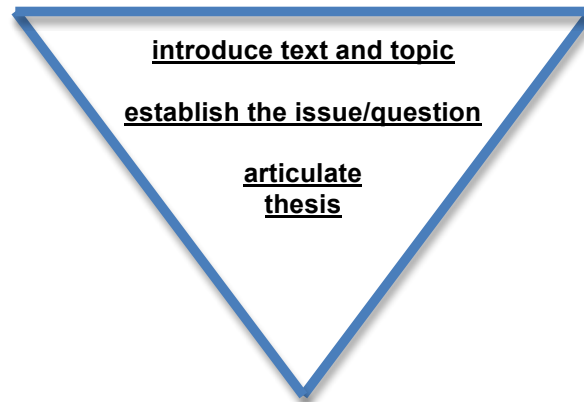 introduce text and topic
establish the issue/question
articulate
thesis